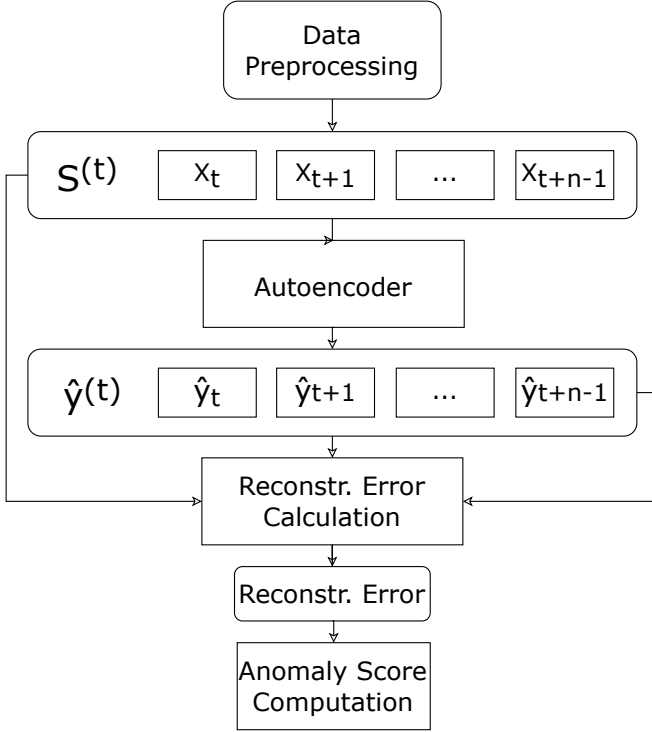 Data
Preprocessing
S(t) Xt Xt+1 ... Xt+n-1
Autoencoder
ŷ(t) ŷt ŷt+1 ... ŷt+n-1
Reconstr. Error
Calculation
Reconstr. Error
Anomaly Score
Computation